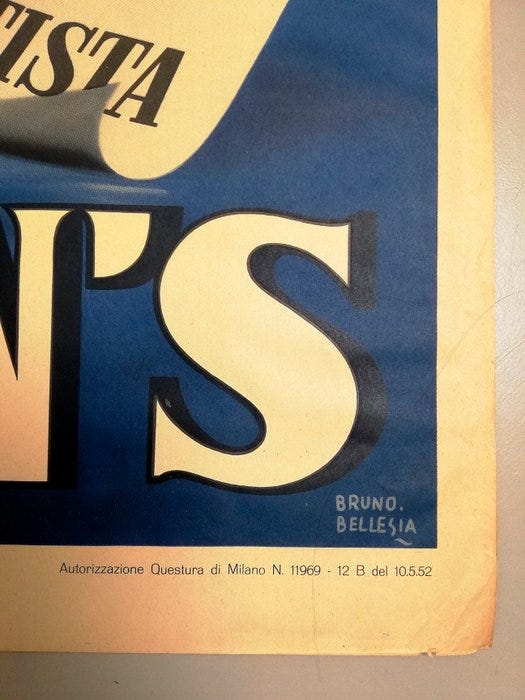 TISTA
N'S
BRUNO.
BELLESIA
Autorizzazione Questura di Milano N. 11969 - 12 B del 10.5.52